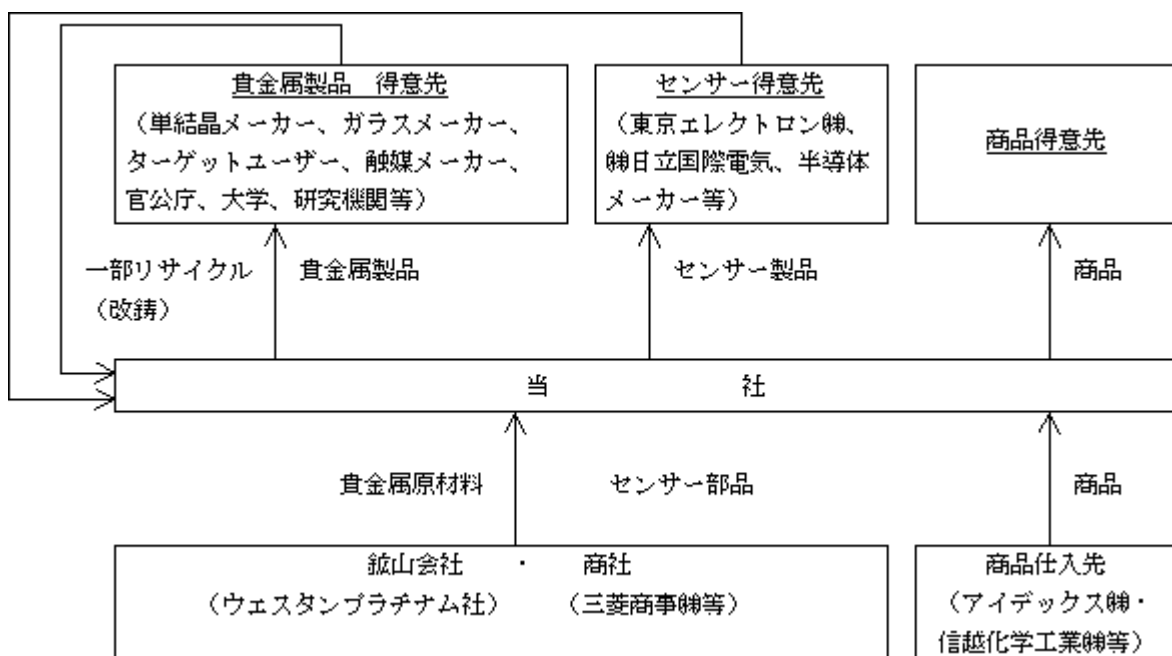 貴金属製品 得意先
(単結晶メーカー、ガラスメーカー、
ターゲットユーザー、触媒メーカー、
官公庁、大学、研究機関等)
センサー得意先
(東京エレクトロン㈱、
㈱日立国際電気、半導体
メーカー等)
商品得意先
一部リサイクル
(改鋳)
貴金属製品
センサー製品
商品
当 社
貴金属原材料
センサー部品
商品
鉱山会社 ・ 商社
(ウェスタンプラチナム社) (三菱商事㈱等)
商品仕入先
(アイデックス㈱・
信越化学工業㈱等)